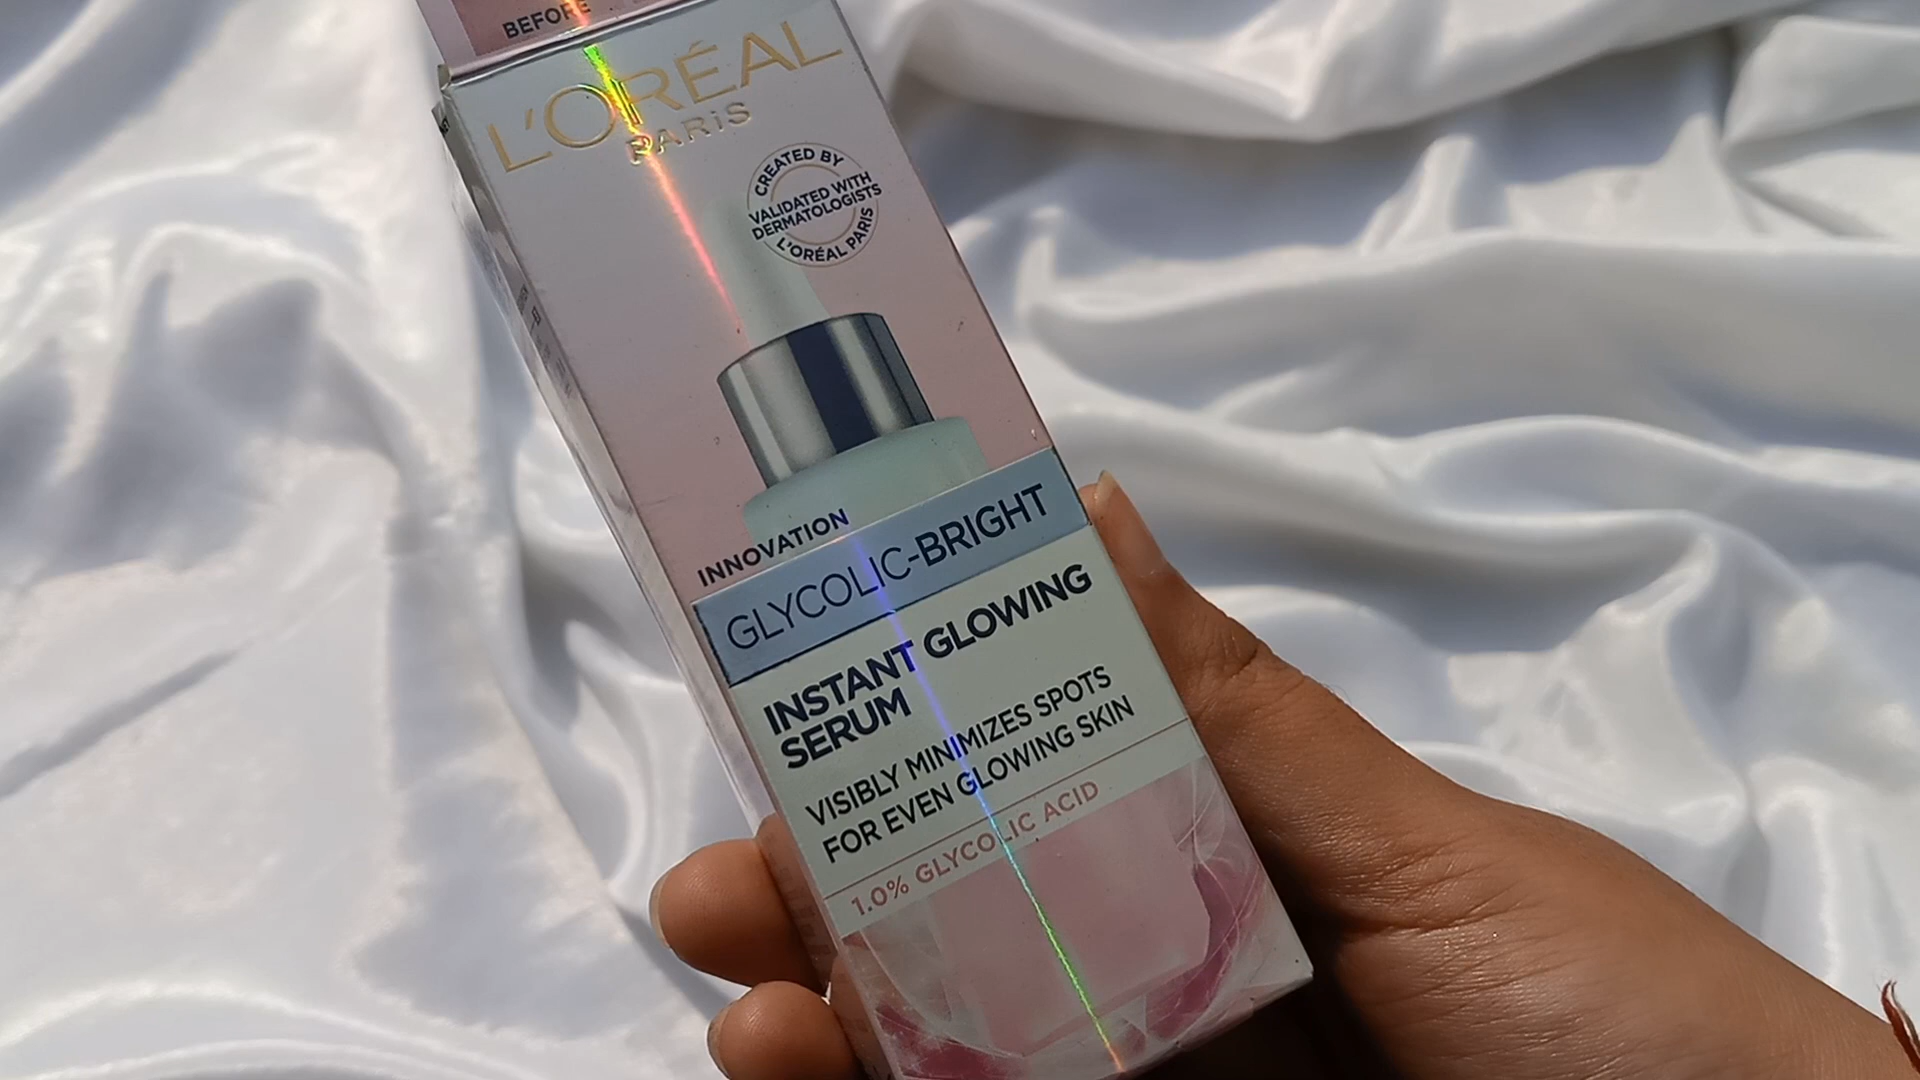 BEFORE
L'ORÉAL
PARiS
CREATED BY
VALIDATED WITH
DERMATOLOGISTS
L'ORÉAL PARIS
INNOVATION
GLYCOLIC-BRIGHT
INSTANT GLOWING
SERUM
VISIBLY MINIMIZES SPOTS
FOR EVEN GLOWING SKIN
1.0% GLYCOLIC ACID